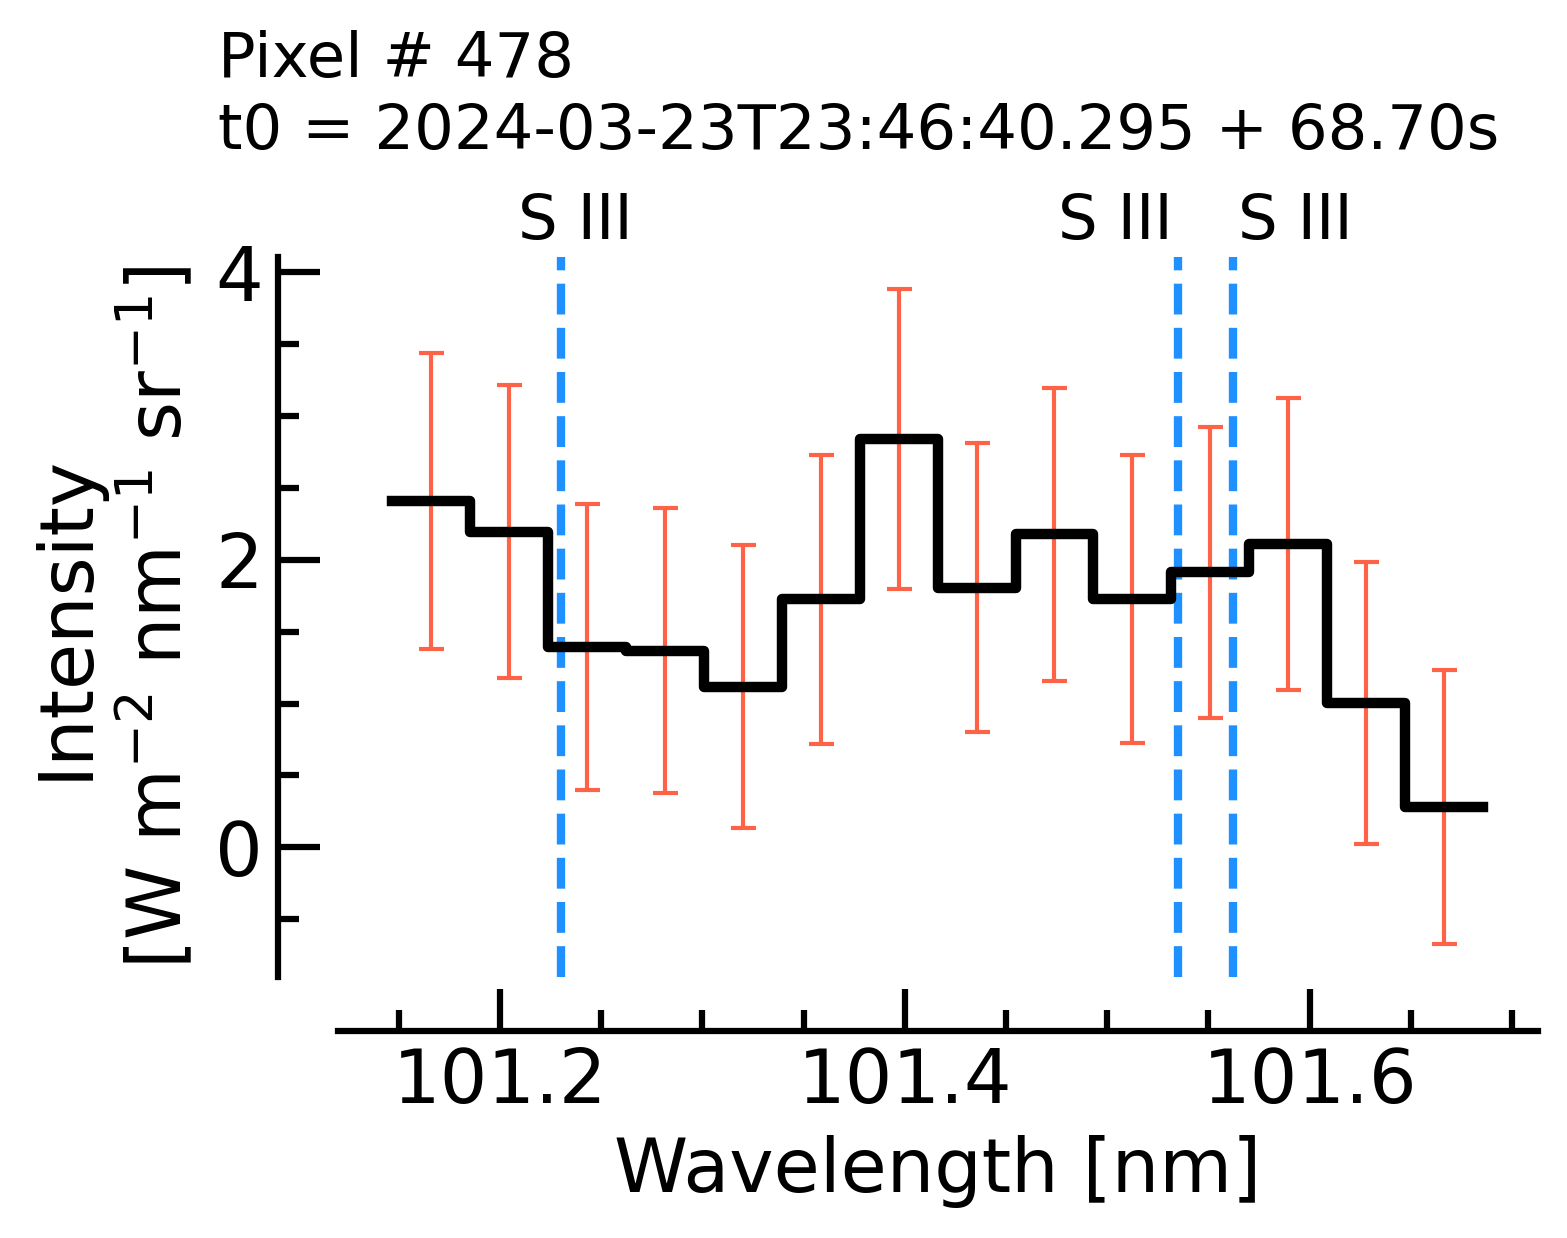 Pixel # 478
t0 = 2024-03-23T23:46:40.295 + 68.70s
S III S III S III
Intensity
[W m⁻² nm⁻¹ sr⁻¹]
4
2
0
101.2 101.4 101.6
Wavelength [nm]